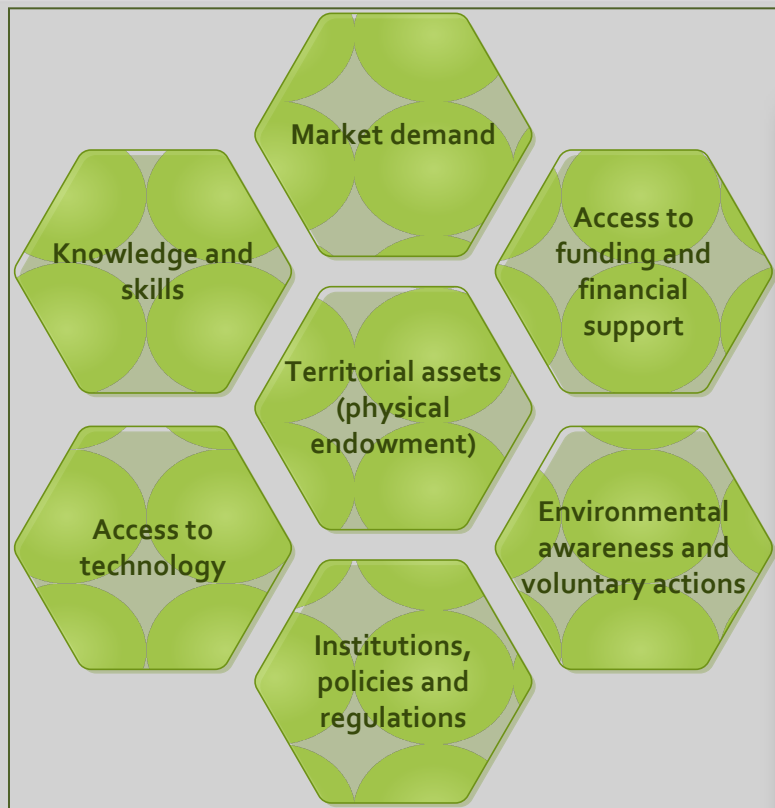 Market demand
Knowledge and
skills
Access to
funding and
financial
support
Territorial assets
(physical
endowment)
Access to
technology
Environmental
awareness and
voluntary actions
Institutions,
policies and
regulations